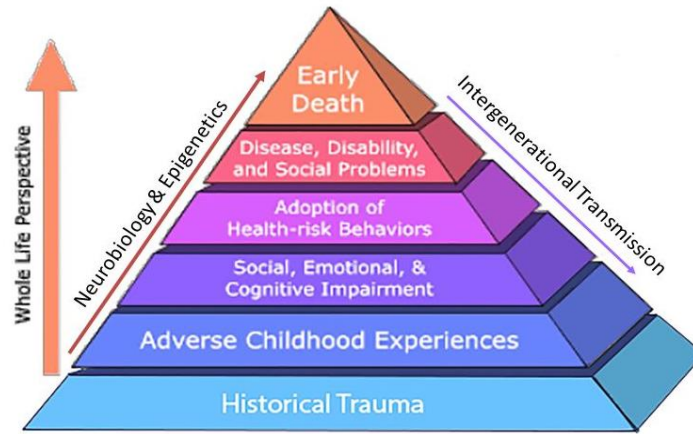 Early
Death
Disease, Disability,
and Social Problems
Adoption of
Health-risk Behaviors
Social, Emotional, &
Cognitive Impairment
Adverse Childhood Experiences
Historical Trauma
Whole Life Perspective
Neurobiology & Epigenetics
Intergenerational Transmission